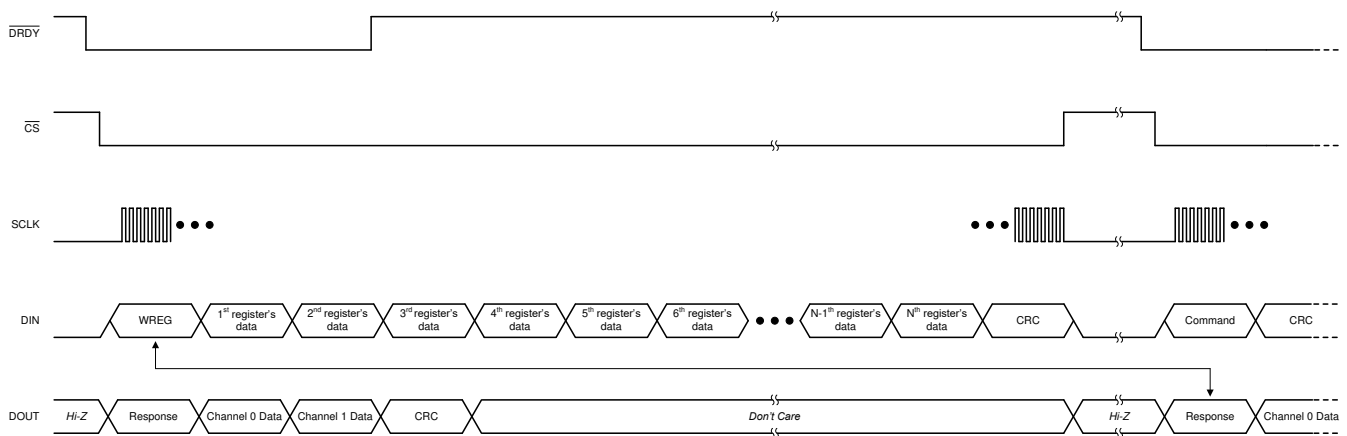 DRDY
CS
SCLK
DIN
WREG
1st register's
data
2nd register's
data
3rd register's
data
4th register's
data
5th register's
data
6th register's
data
N-1th register's
data
Nth register's
data
CRC
Command
CRC
DOUT
Hi-Z
Response
Channel 0 Data
Channel 1 Data
CRC
Don't Care
Hi-Z
Response
Channel 0 Data